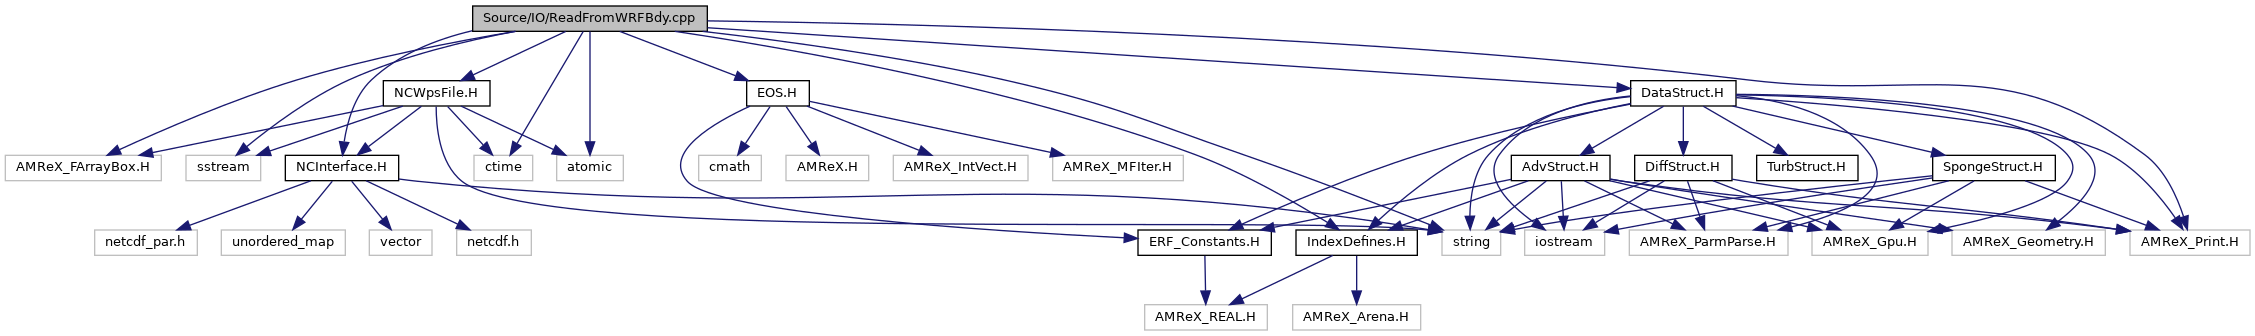 Source/IO/ReadFromWRFBdy.cpp
NCWpsFile.H
EOS.H
DataStruct.H
AMReX_FArrayBox.H
sstream
NCInterface.H
ctime
atomic
cmath
AMReX.H
AMReX_IntVect.H
AMReX_MFIter.H
AdvStruct.H
DiffStruct.H
TurbStruct.H
SpongeStruct.H
netcdf_par.h
unordered_map
vector
netcdf.h
ERF_Constants.H
IndexDefines.H
string
iostream
AMReX_ParmParse.H
AMReX_Gpu.H
AMReX_Geometry.H
AMReX_Print.H
AMReX_REAL.H
AMReX_Arena.H